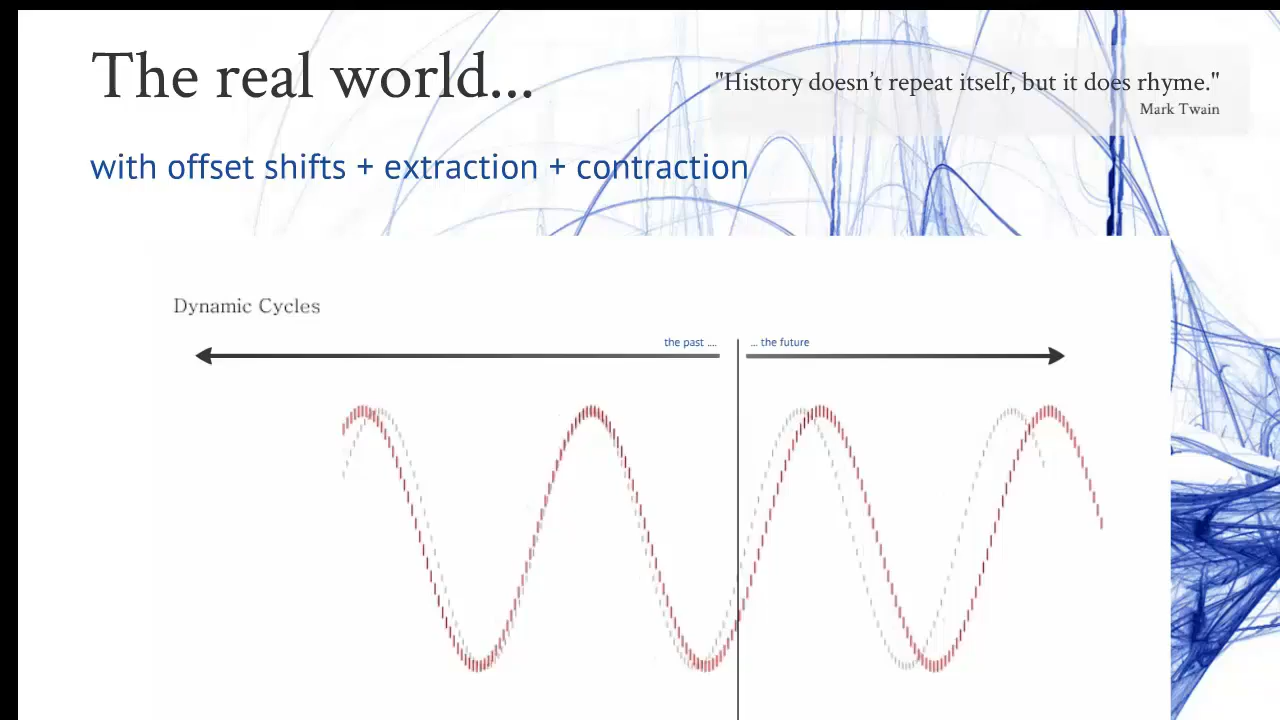 The real world...
"History doesn’t repeat itself, but it does rhyme."
Mark Twain
with offset shifts + extraction + contraction
Dynamic Cycles
the past ....
... the future